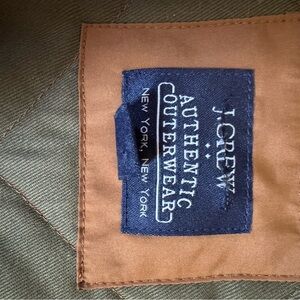 J.CREW
AUTHENTIC
OUTERWEAR
NEW YORK, NEW YORK